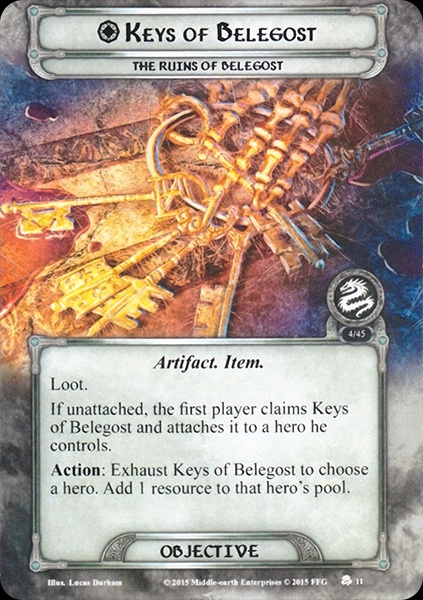 Keys of Belegost
The Ruins of Belegost
4/45
Artifact. Item.
Loot.
If unattached, the first player claims Keys
of Belegost and attaches it to a hero he
controls.
Action: Exhaust Keys of Belegost to choose
a hero. Add 1 resource to that hero's pool.
OBJECTIVE
Illus. Lucas Durham
©2015 Middle-earth Enterprises ©2015 FFG
11